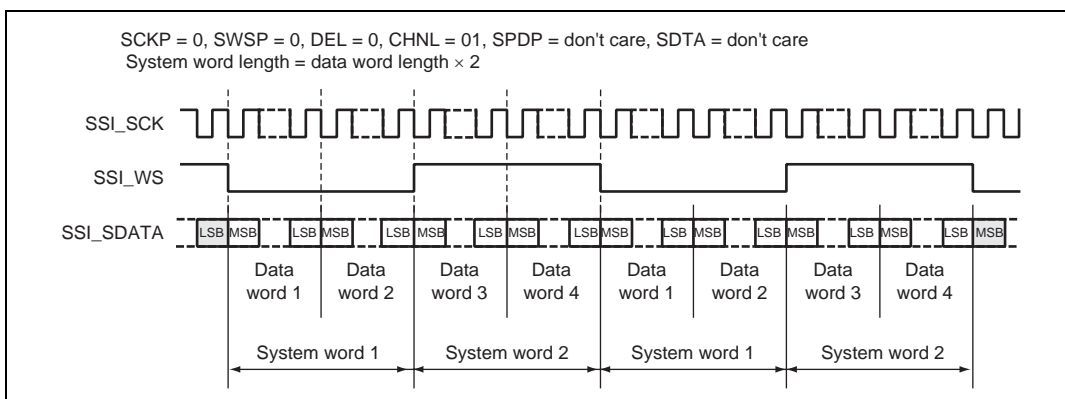 SCKP = 0, SWSP = 0, DEL = 0, CHNL = 01, SPDP = don't care, SDTA = don't care
System word length = data word length × 2
SSI_SCK
SSI_WS
SSI_SDATA
LSB MSB LSB MSB LSB MSB LSB MSB LSB MSB LSB MSB LSB MSB LSB MSB LSB MSB
Data word 1 Data word 2 Data word 3 Data word 4 Data word 1 Data word 2 Data word 3 Data word 4
System word 1 System word 2 System word 1 System word 2